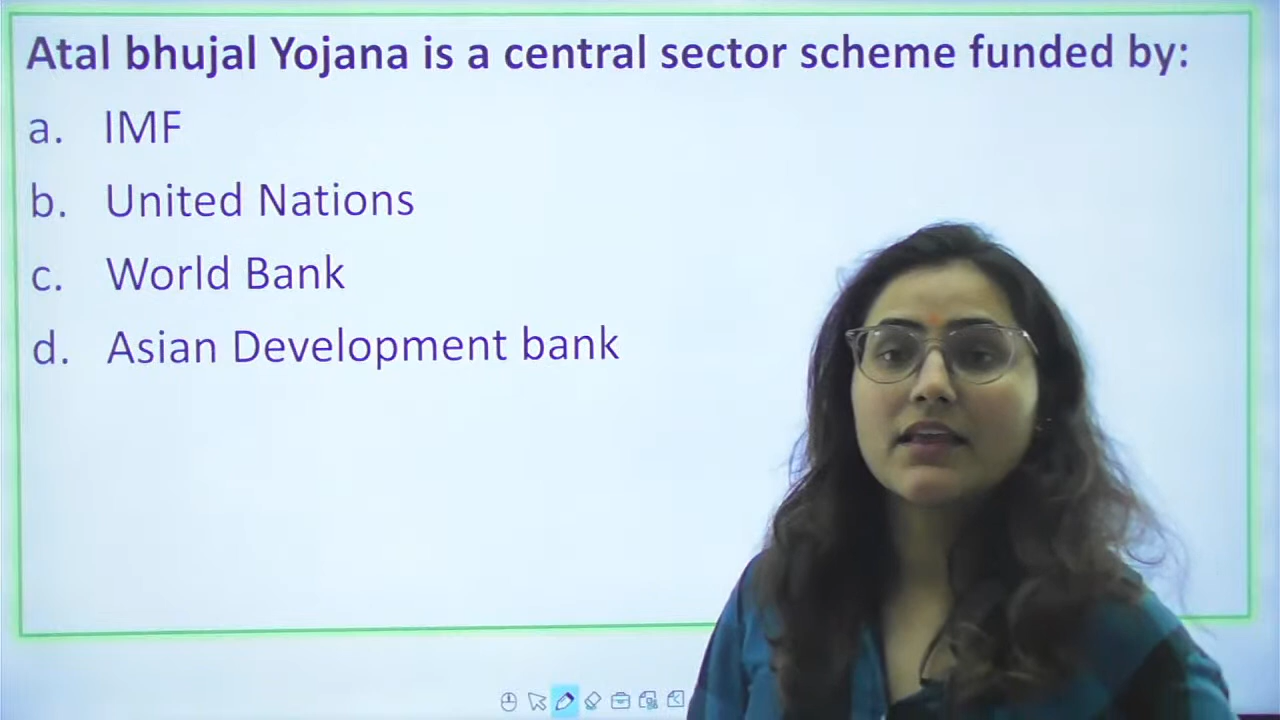 Atal bhujal Yojana is a central sector scheme funded by:
a. IMF
b. United Nations
c. World Bank
d. Asian Development bank